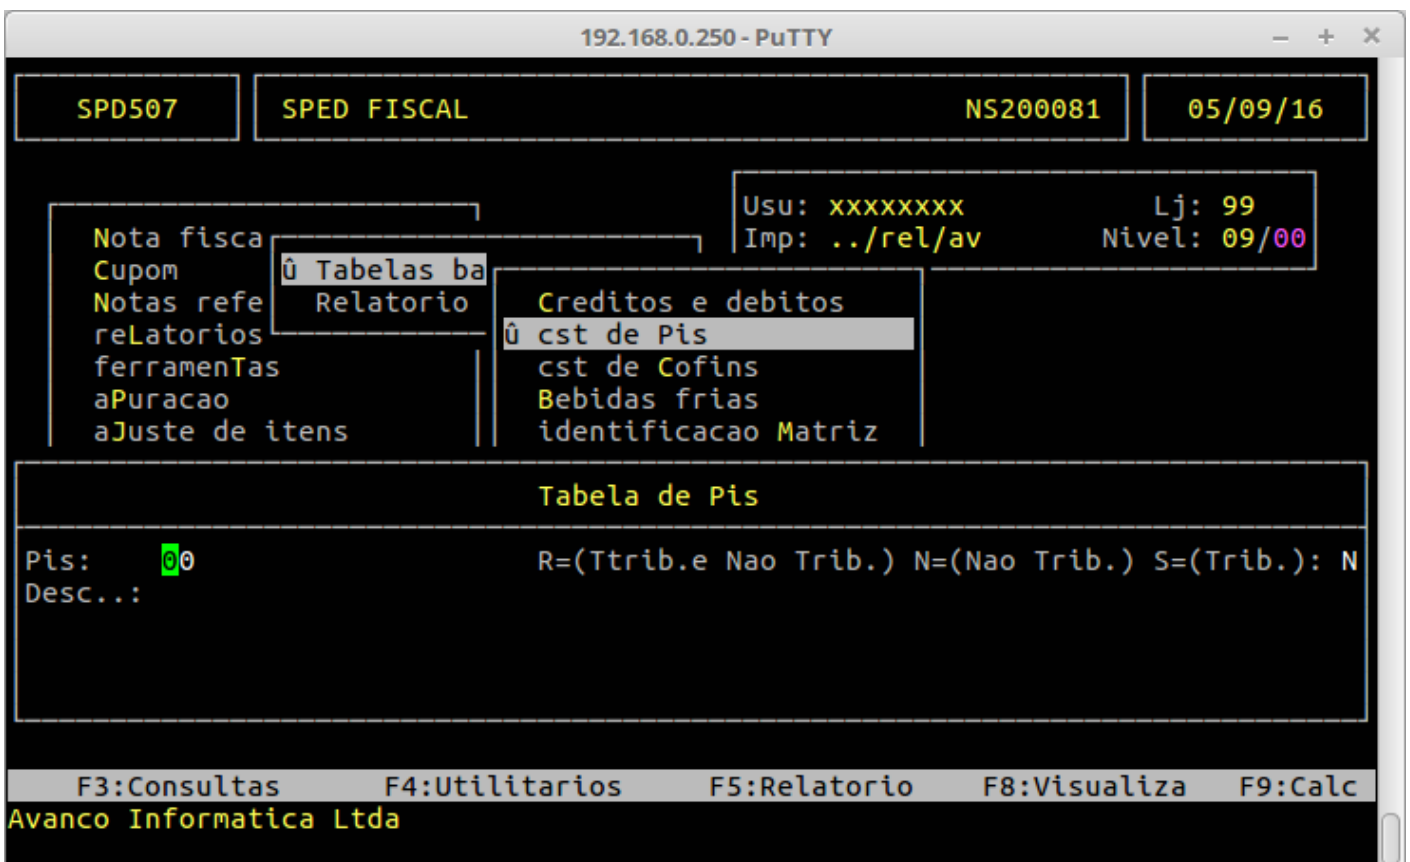 192.168.0.250 - PuTTY
SPD507 SPED FISCAL NS200081 05/09/16
Usu: xxxxxxxx Lj: 99
Imp: ../rel/av Nivel: 09/00
Nota fisca
Cupom
Notas refe
reLatorios
ferramenTas
aPuracao
aJuste de itens
û Tabelas ba
Relatorio
Creditos e debitos
û cst de Pis
cst de Cofins
Bebidas frias
identificacao Matriz
Tabela de Pis
Pis: 00 R=(Ttrib.e Nao Trib.) N=(Nao Trib.) S=(Trib.): N
Desc..:
F3:Consultas F4:Utilitarios F5:Relatorio F8:Visualiza F9:Calc
Avanco Informatica Ltda